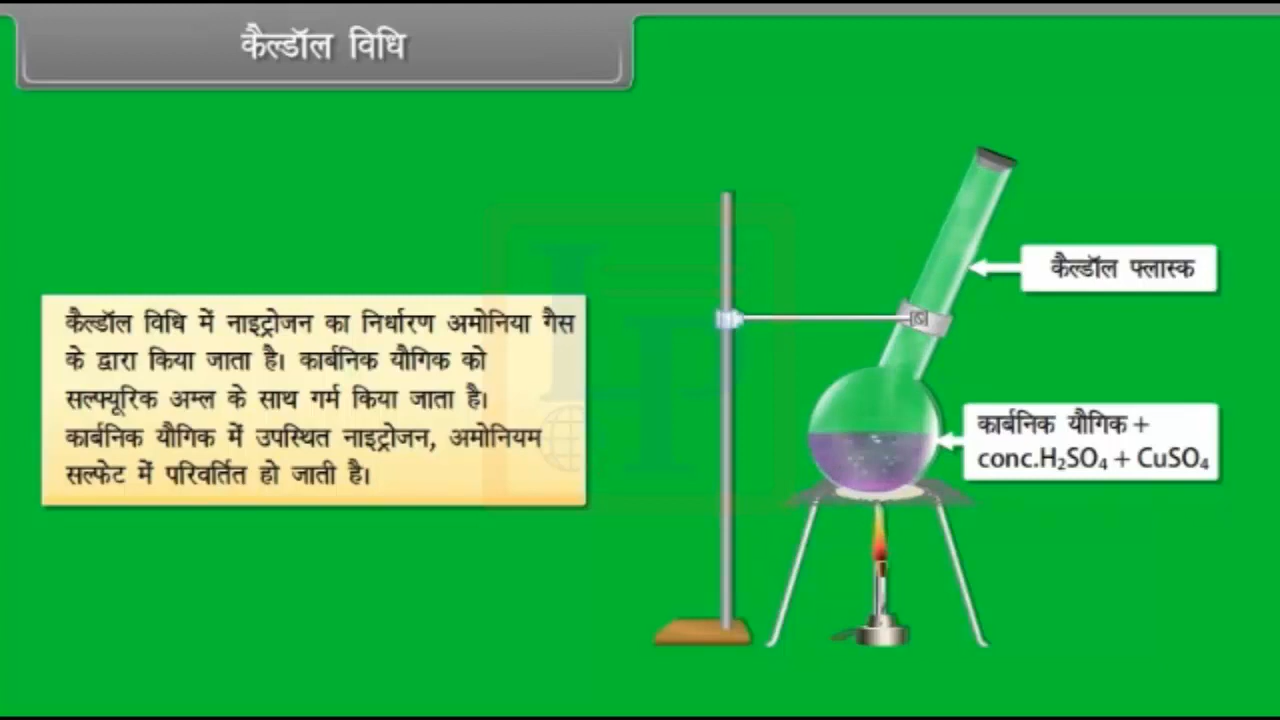 कैल्डॉल विधि
कैल्डॉल विधि में नाइट्रोजन का निर्धारण अमोनिया गैस
के द्वारा किया जाता है। कार्बनिक यौगिक को
सल्फ्यूरिक अम्ल के साथ गर्म किया जाता है।
कार्बनिक यौगिक में उपस्थित नाइट्रोजन, अमोनियम
सल्फेट में परिवर्तित हो जाती है।
कैल्डॉल फ्लास्क
कार्बनिक यौगिक +
conc.H₂SO₄ + CuSO₄